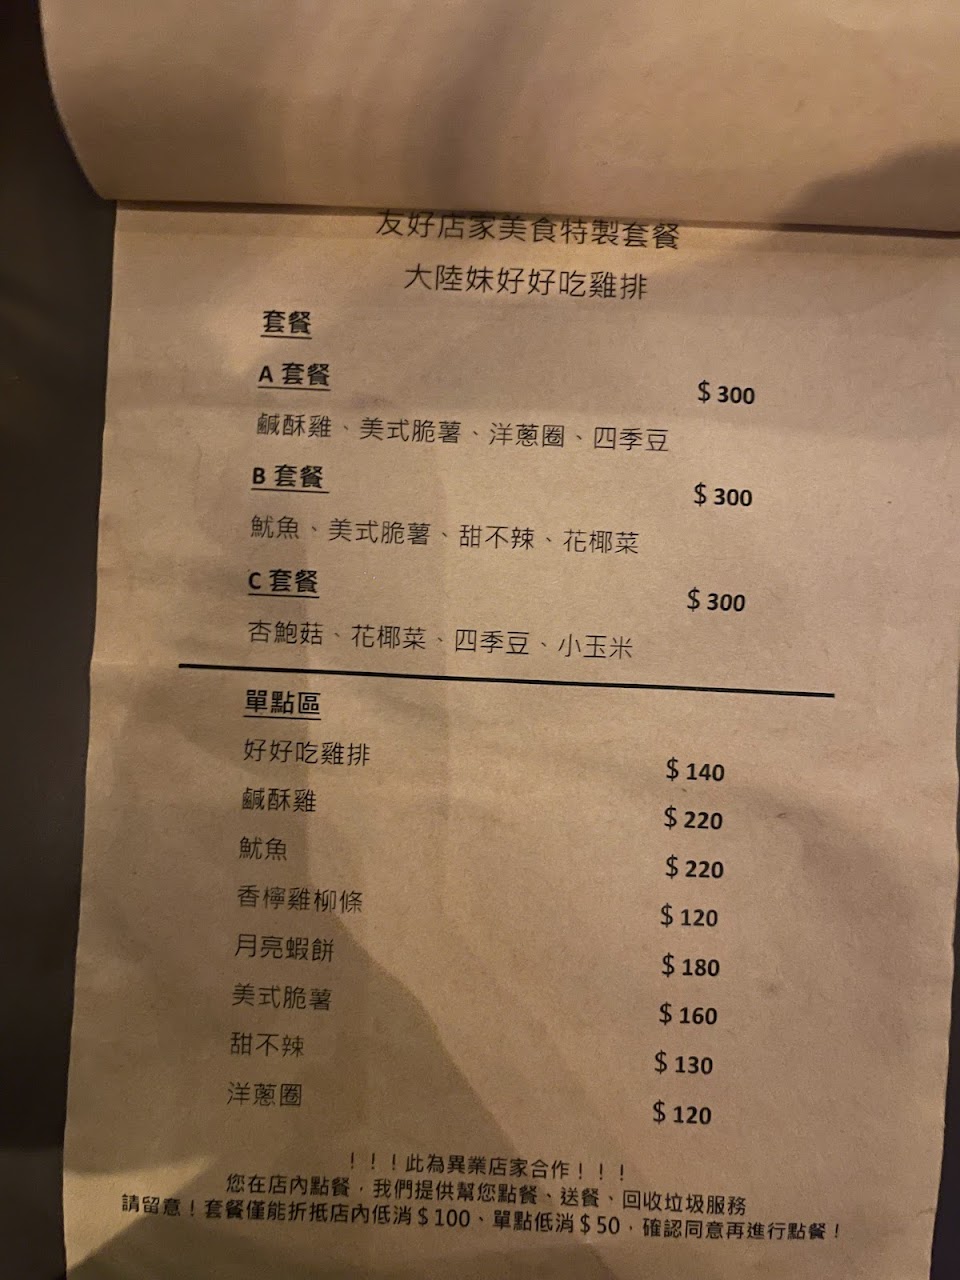 友好店家美食特製套餐
大陸妹好好吃雞排
套餐
A 套餐 $300
鹹酥雞、美式脆薯、洋蔥圈、四季豆
B 套餐 $300
魷魚、美式脆薯、甜不辣、花椰菜
C 套餐 $300
杏鮑菇、花椰菜、四季豆、小玉米
單點區
好好吃雞排 $140
鹹酥雞 $220
魷魚 $220
香檸雞柳條 $120
月亮蝦餅 $180
美式脆薯 $160
甜不辣 $130
洋蔥圈 $120
！！！此為異業店家合作！！！
您在店內點餐，我們提供幫您點餐、送餐、回收垃圾服務
請留意！套餐僅能折抵店內低消$100、單點低消$50，確認同意再進行點餐！